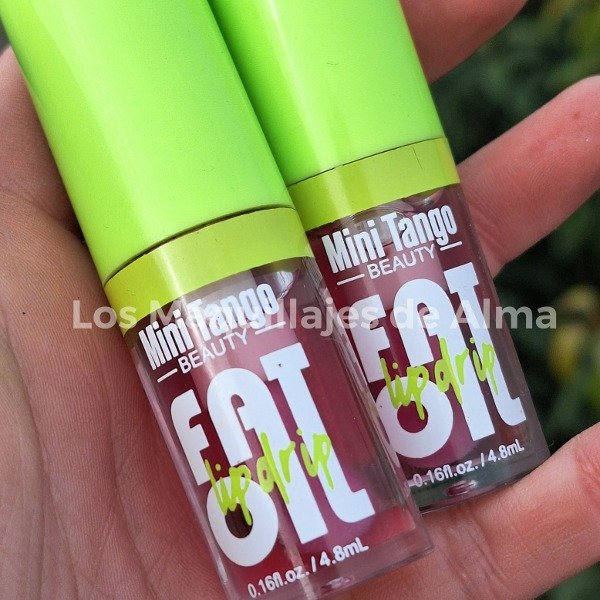 Mini Tango
BEAUTY
FAT
OIL
lip drip
0.16fl.oz. / 4.8mL
Mini Tango
BEAUTY
FAT
OIL
lip drip
0.16fl.oz. / 4.8mL
Los Maquillajes de Alma